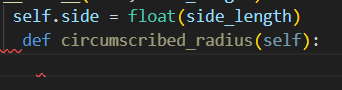 self.side = float(side_length)
def circumscribed_radius(self):